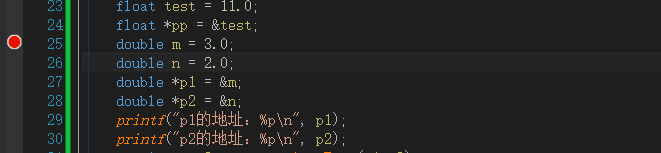 23 float test = 11.0;
24 float *pp = &test;
25 double m = 3.0;
26 double n = 2.0;
27 double *p1 = &m;
28 double *p2 = &n;
29 printf("p1的地址：%p\n", p1);
30 printf("p2的地址：%p\n", p2);